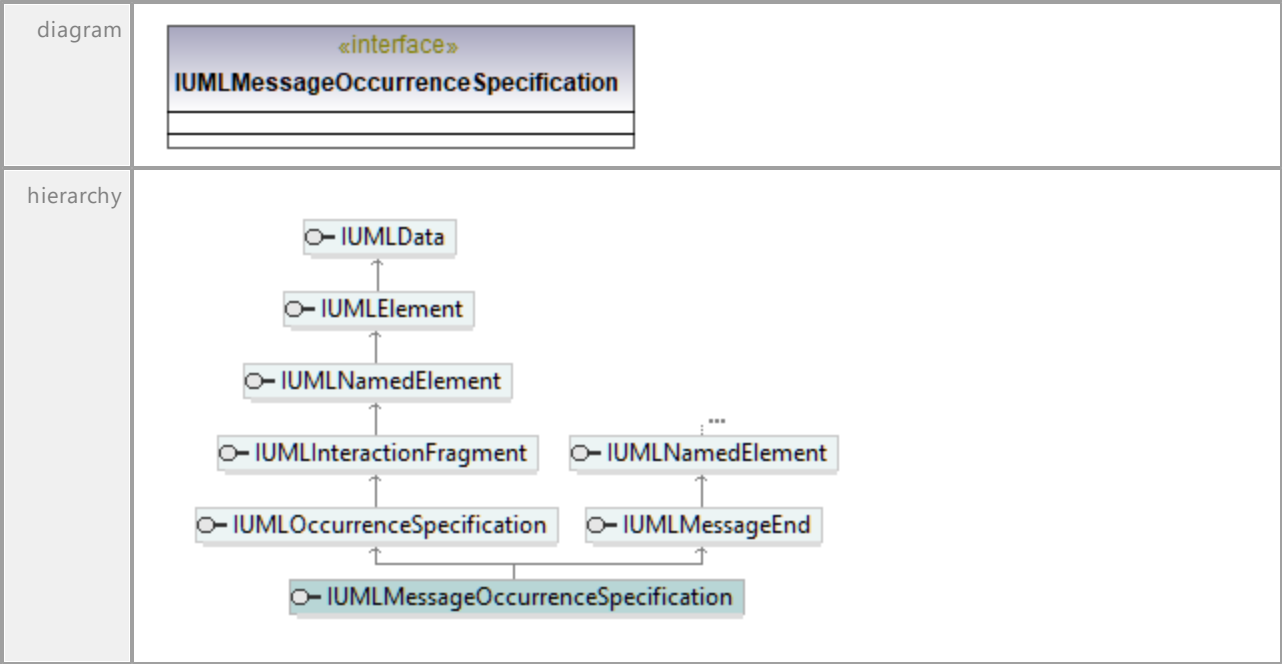 diagram
«interface»
IUMLMessageOccurrenceSpecification
hierarchy
IUMLData
IUMLElement
IUMLNamedElement
...
IUMLInteractionFragment
IUMLNamedElement
IUMLOccurrenceSpecification
IUMLMessageEnd
IUMLMessageOccurrenceSpecification